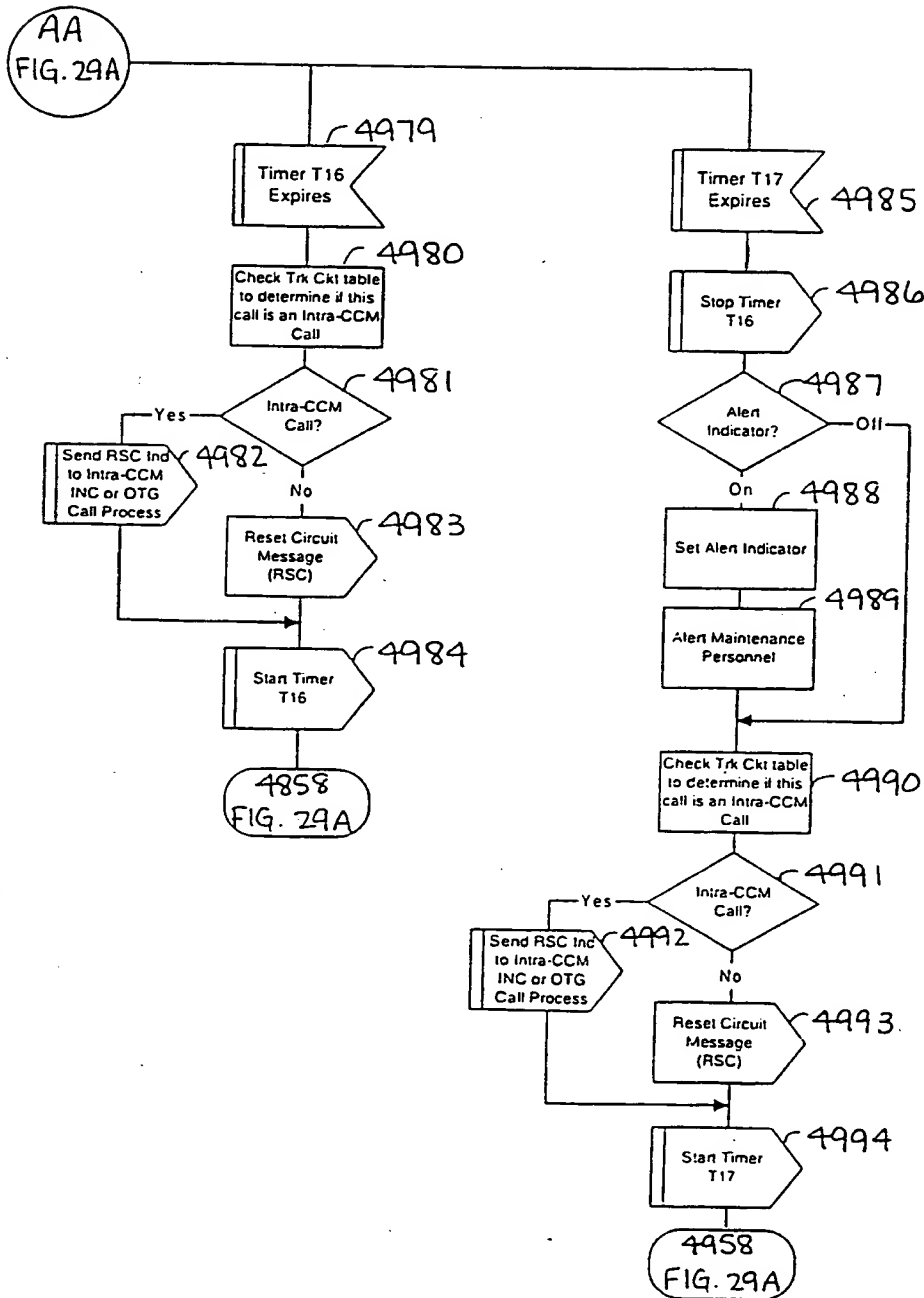 AA
FIG. 29A
4979
Timer T16
Expires
4980
Check Trk Ckt table
to determine if this
call is an Intra-CCM
Call
4981
Intra-CCM
Call?
Yes
4982
Send RSC Ind
to Intra-CCM
INC or OTG
Call Process
No
4983
Reset Circuit
Message
(RSC)
4984
Start Timer
T16
4858
FIG. 29A
Timer T17
Expires
4985
Stop Timer
T16
4986
4987
Alert
Indicator?
Off
On
4988
Set Alert Indicator
4989
Alert Maintenance
Personnel
Check Trk Ckt table
to determine if this
call is an Intra-CCM
Call
4990
4991
Intra-CCM
Call?
Yes
4992
Send RSC Ind
to Intra-CCM
INC or OTG
Call Process
No
4993
Reset Circuit
Message
(RSC)
4994
Start Timer
T17
4958
FIG. 29A